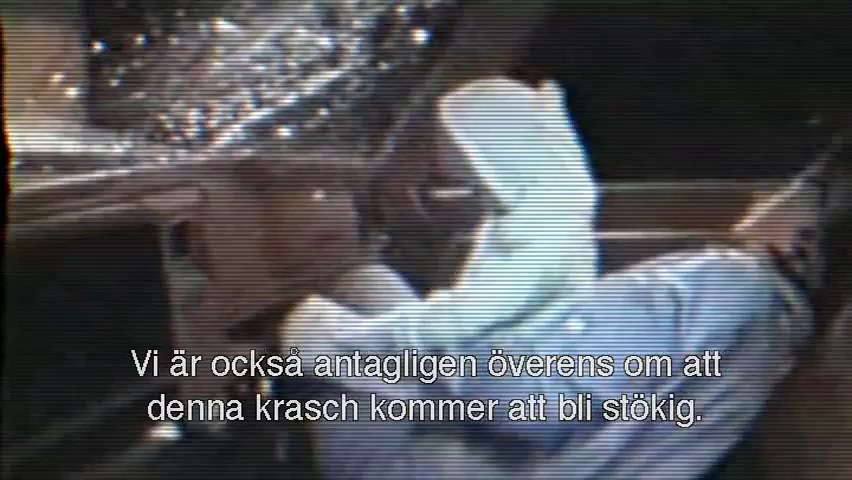 Vi är också antagligen överens om att
denna krasch kommer att bli stökig.